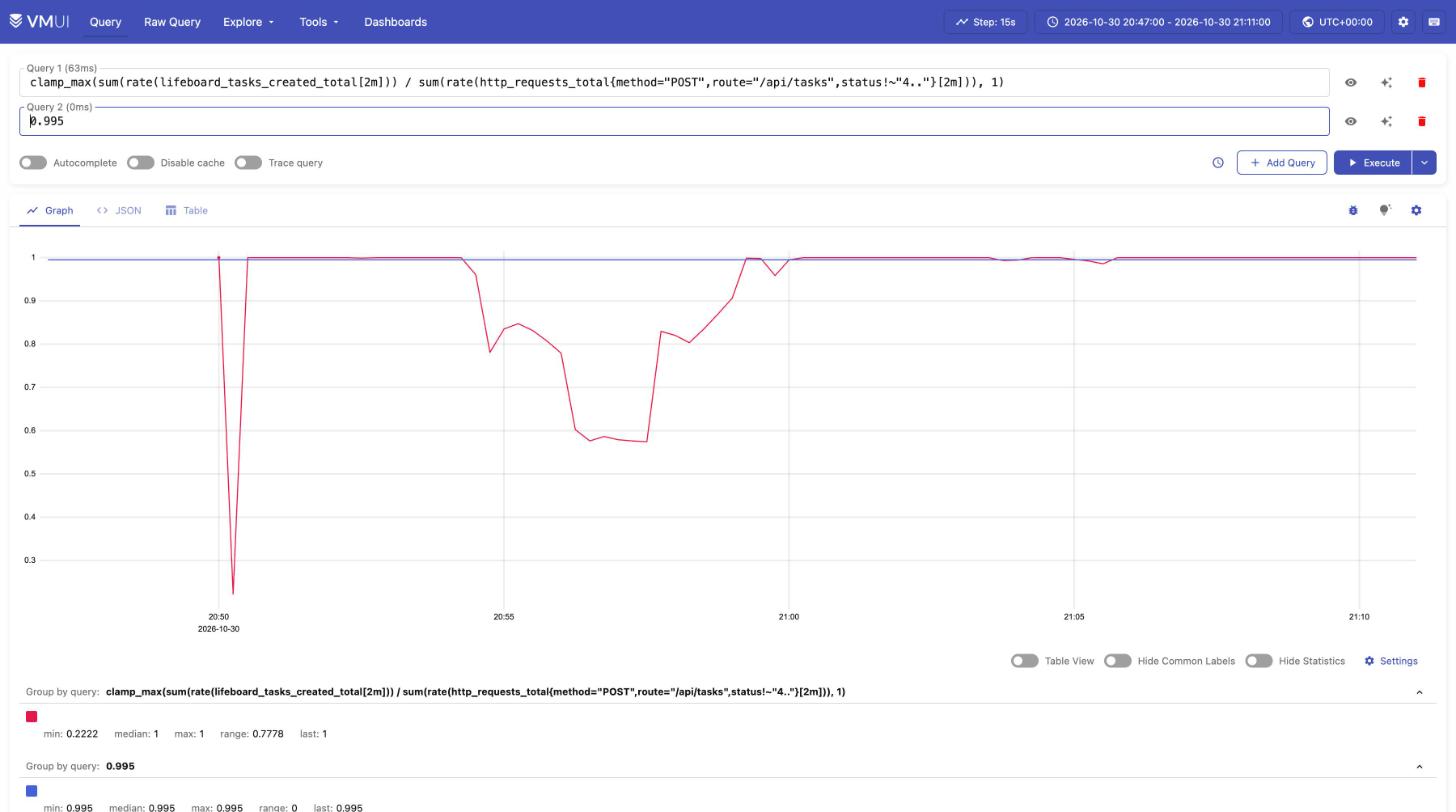 VMUI Query Raw Query Explore Tools Dashboards Step: 15s 2026-10-30 20:47:00 - 2026-10-30 21:11:00 UTC+00:00
Query 1 (63ms)
clamp_max(sum(rate(lifeboard_tasks_created_total[2m])) / sum(rate(http_requests_total{method="POST",route="/api/tasks",status!~"4.."}[2m])), 1)
Query 2 (0ms)
0.995
Autocomplete Disable cache Trace query Add Query Execute
Graph JSON Table
1
0.9
0.8
0.7
0.6
0.5
0.4
0.3
20:50 20:55 21:00 21:05 21:10
2026-10-30
Table View Hide Common Labels Hide Statistics Settings
Group by query: clamp_max(sum(rate(lifeboard_tasks_created_total[2m])) / sum(rate(http_requests_total{method="POST",route="/api/tasks",status!~"4.."}[2m])), 1)
min: 0.2222 median: 1 max: 1 range: 0.7778 last: 1
Group by query: 0.995
min: 0.995 median: 0.995 max: 0.995 range: 0 last: 0.995